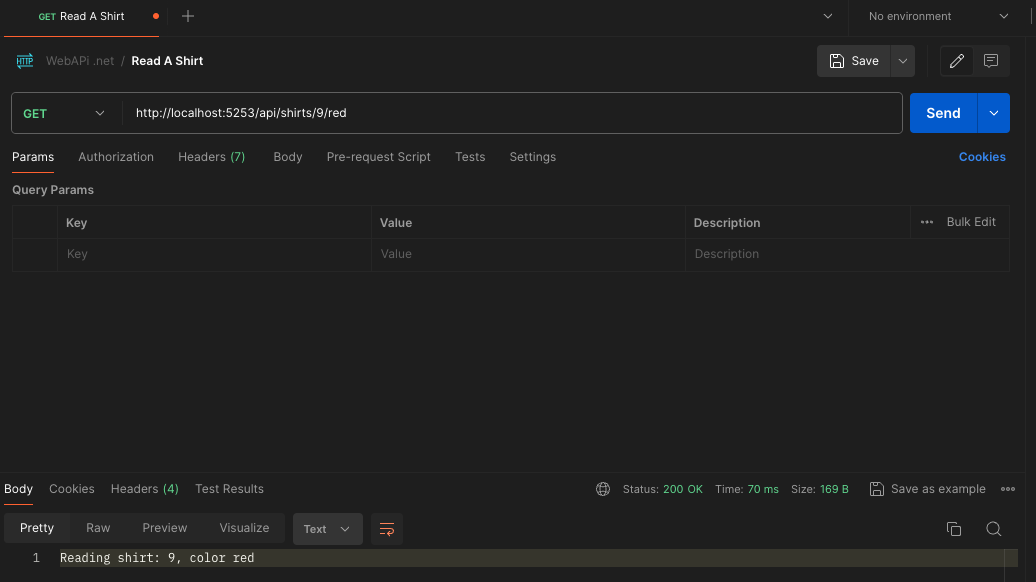 GET Read A Shirt
No environment
HTTP WebAPi .net / Read A Shirt
Save
GET http://localhost:5253/api/shirts/9/red
Send
Params Authorization Headers (7) Body Pre-request Script Tests Settings Cookies
Query Params
Key Value Description ••• Bulk Edit
Key Value Description
Body Cookies Headers (4) Test Results Status: 200 OK Time: 70 ms Size: 169 B Save as example
Pretty Raw Preview Visualize Text
1 Reading shirt: 9, color red